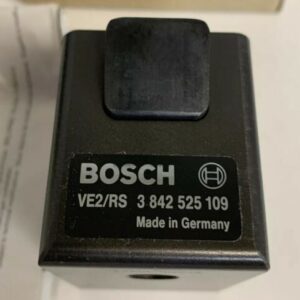 BOSCH
VE2/RS 3 842 525 109
Made in Germany